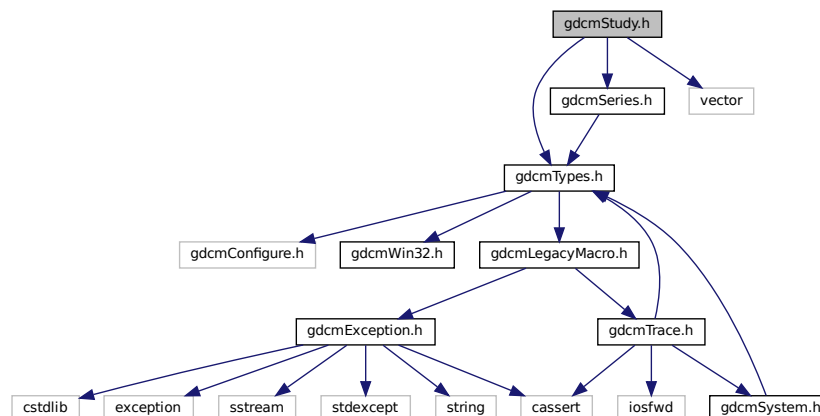 gdcmStudy.h
gdcmSeries.h
vector
gdcmTypes.h
gdcmConfigure.h
gdcmWin32.h
gdcmLegacyMacro.h
gdcmException.h
gdcmTrace.h
cstdlib
exception
sstream
stdexcept
string
cassert
iosfwd
gdcmSystem.h